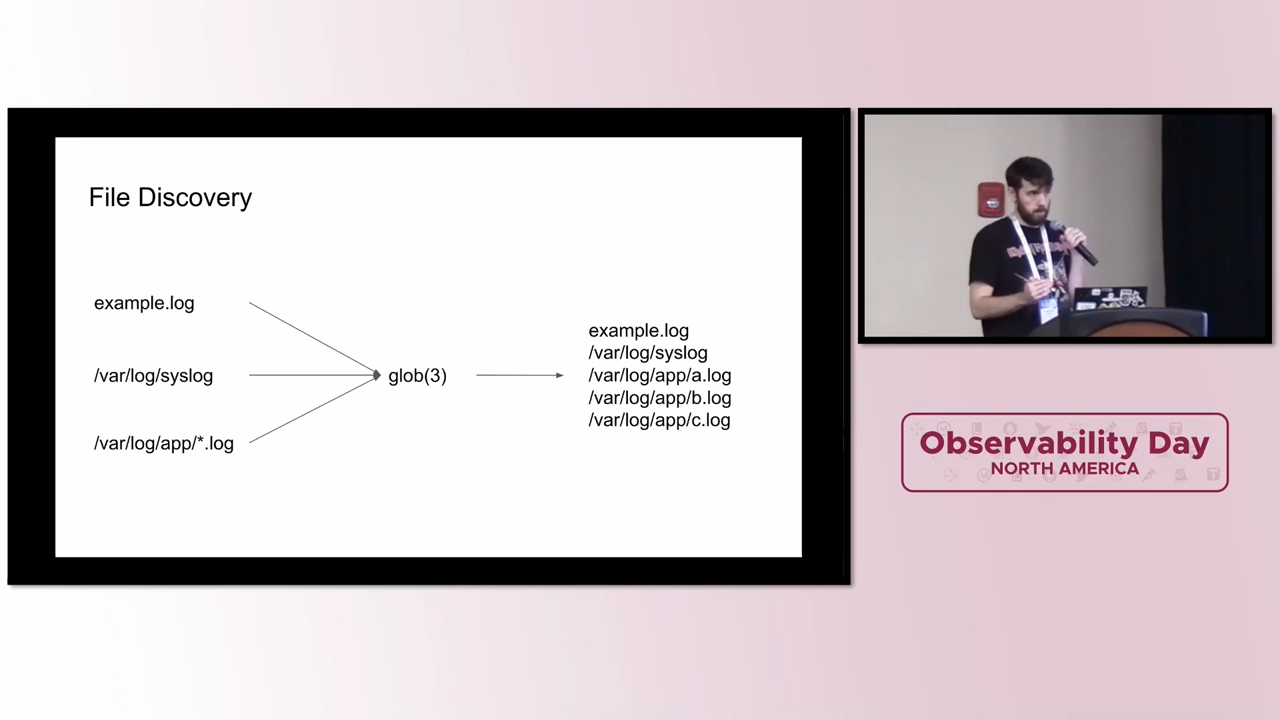 File Discovery
example.log
/var/log/syslog
/var/log/app/*.log
glob(3)
example.log
/var/log/syslog
/var/log/app/a.log
/var/log/app/b.log
/var/log/app/c.log
Observability Day
NORTH AMERICA